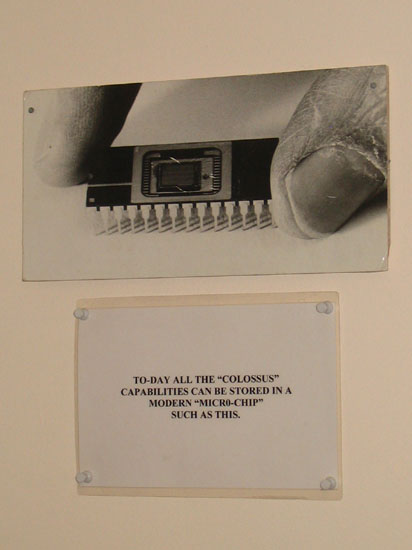 TO-DAY ALL THE “COLOSSUS”
CAPABILITIES CAN BE STORED IN A
MODERN “MICR0-CHIP”
SUCH AS THIS.